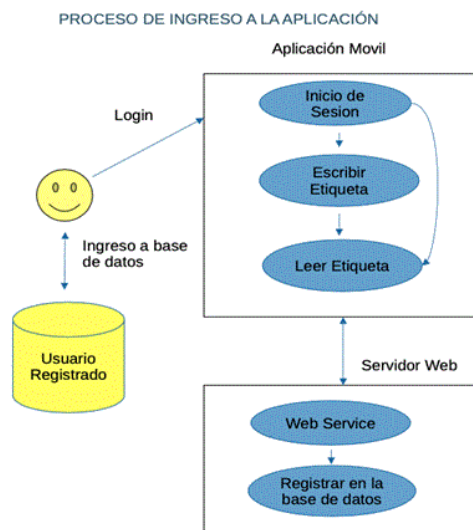 PROCESO DE INGRESO A LA APLICACIÓN
Aplicación Movil
Inicio de
Sesion
Login
Escribir
Etiqueta
Ingreso a base
de datos
Leer Etiqueta
Usuario
Registrado
Servidor Web
Web Service
Registrar en la
base de datos